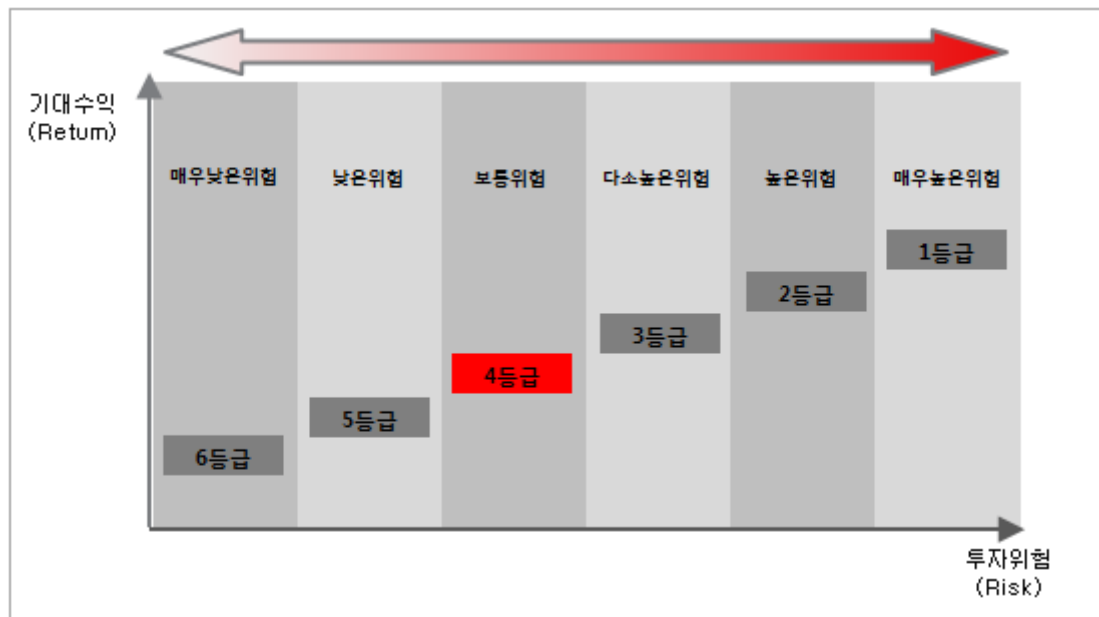 기대수익
(Return)
매우낮은위험 낮은위험 보통위험 다소높은위험 높은위험 매우높은위험
1등급
2등급
3등급
4등급
5등급
6등급
투자위험
(Risk)